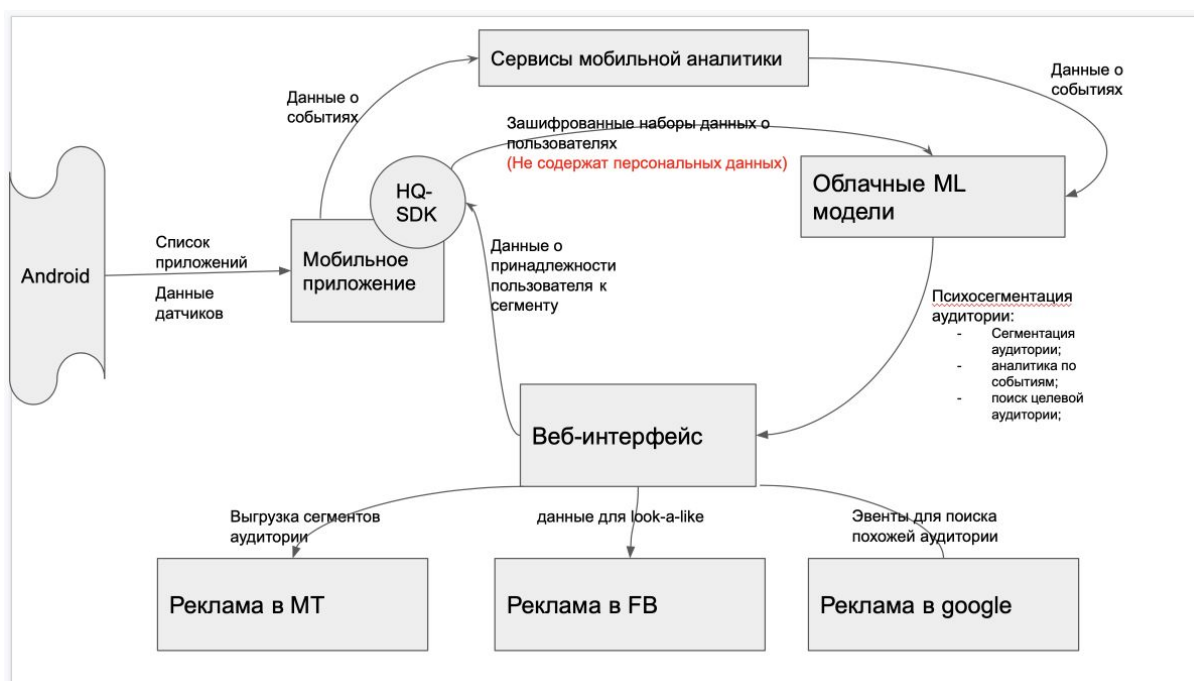 Сервисы мобильной аналитики
Данные о
событиях
Данные о
событиях
Зашифрованные наборы данных о
пользователях
(Не содержат персональных данных)
HQ-
SDK
Облачные ML
модели
Android
Список
приложений
Данные
датчиков
Мобильное
приложение
Данные о
принадлежности
пользователя к
сегменту
Психосегментация
аудитории:
- Сегментация
аудитории;
- аналитика по
событиям;
- поиск целевой
аудитории;
Веб-интерфейс
Выгрузка сегментов
аудитории
данные для look-a-like
Эвенты для поиска
похожей аудитории
Реклама в МТ
Реклама в FB
Реклама в google